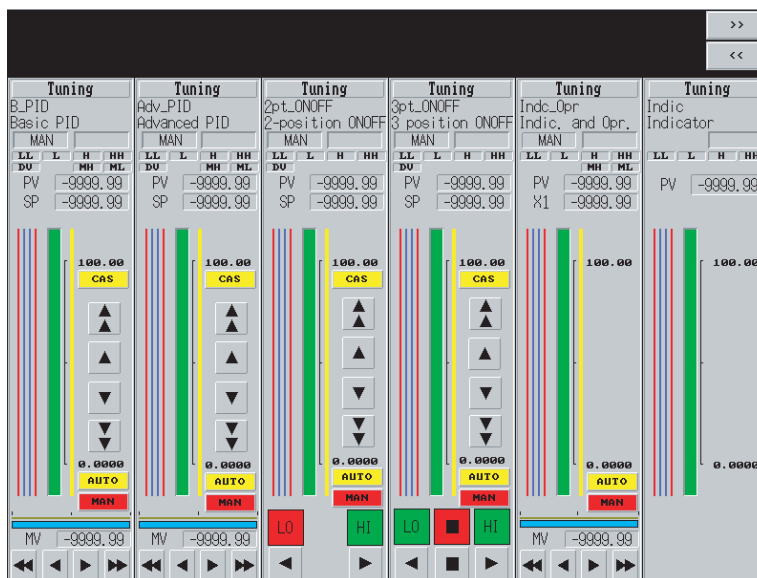 >>
<<
Tuning
B_PID
Basic PID
MAN
LL L H HH
DV MH ML
PV -9999.99
SP -9999.99
100.00
CAS
0.0000
AUTO
MAN
MV -9999.99
Tuning
Adv_PID
Advanced PID
MAN
LL L H HH
DV MH ML
PV -9999.99
SP -9999.99
100.00
CAS
0.0000
AUTO
MAN
MV -9999.99
Tuning
2pt_ONOFF
2-position ONOFF
MAN
LL L H HH
DV
PV -9999.99
SP -9999.99
100.00
CAS
0.0000
AUTO
MAN
LO HI
Tuning
3pt_ONOFF
3 position ONOFF
MAN
LL L H HH
DV
PV -9999.99
SP -9999.99
100.00
CAS
0.0000
AUTO
MAN
LO HI
Tuning
Indc_Opr
Indic. and Opr.
MAN
LL L H HH
MH ML
PV -9999.99
X1 -9999.99
100.00
0.0000
AUTO
MAN
MV -9999.99
Tuning
Indic
Indicator
LL L H HH
PV -9999.99
100.00
0.0000